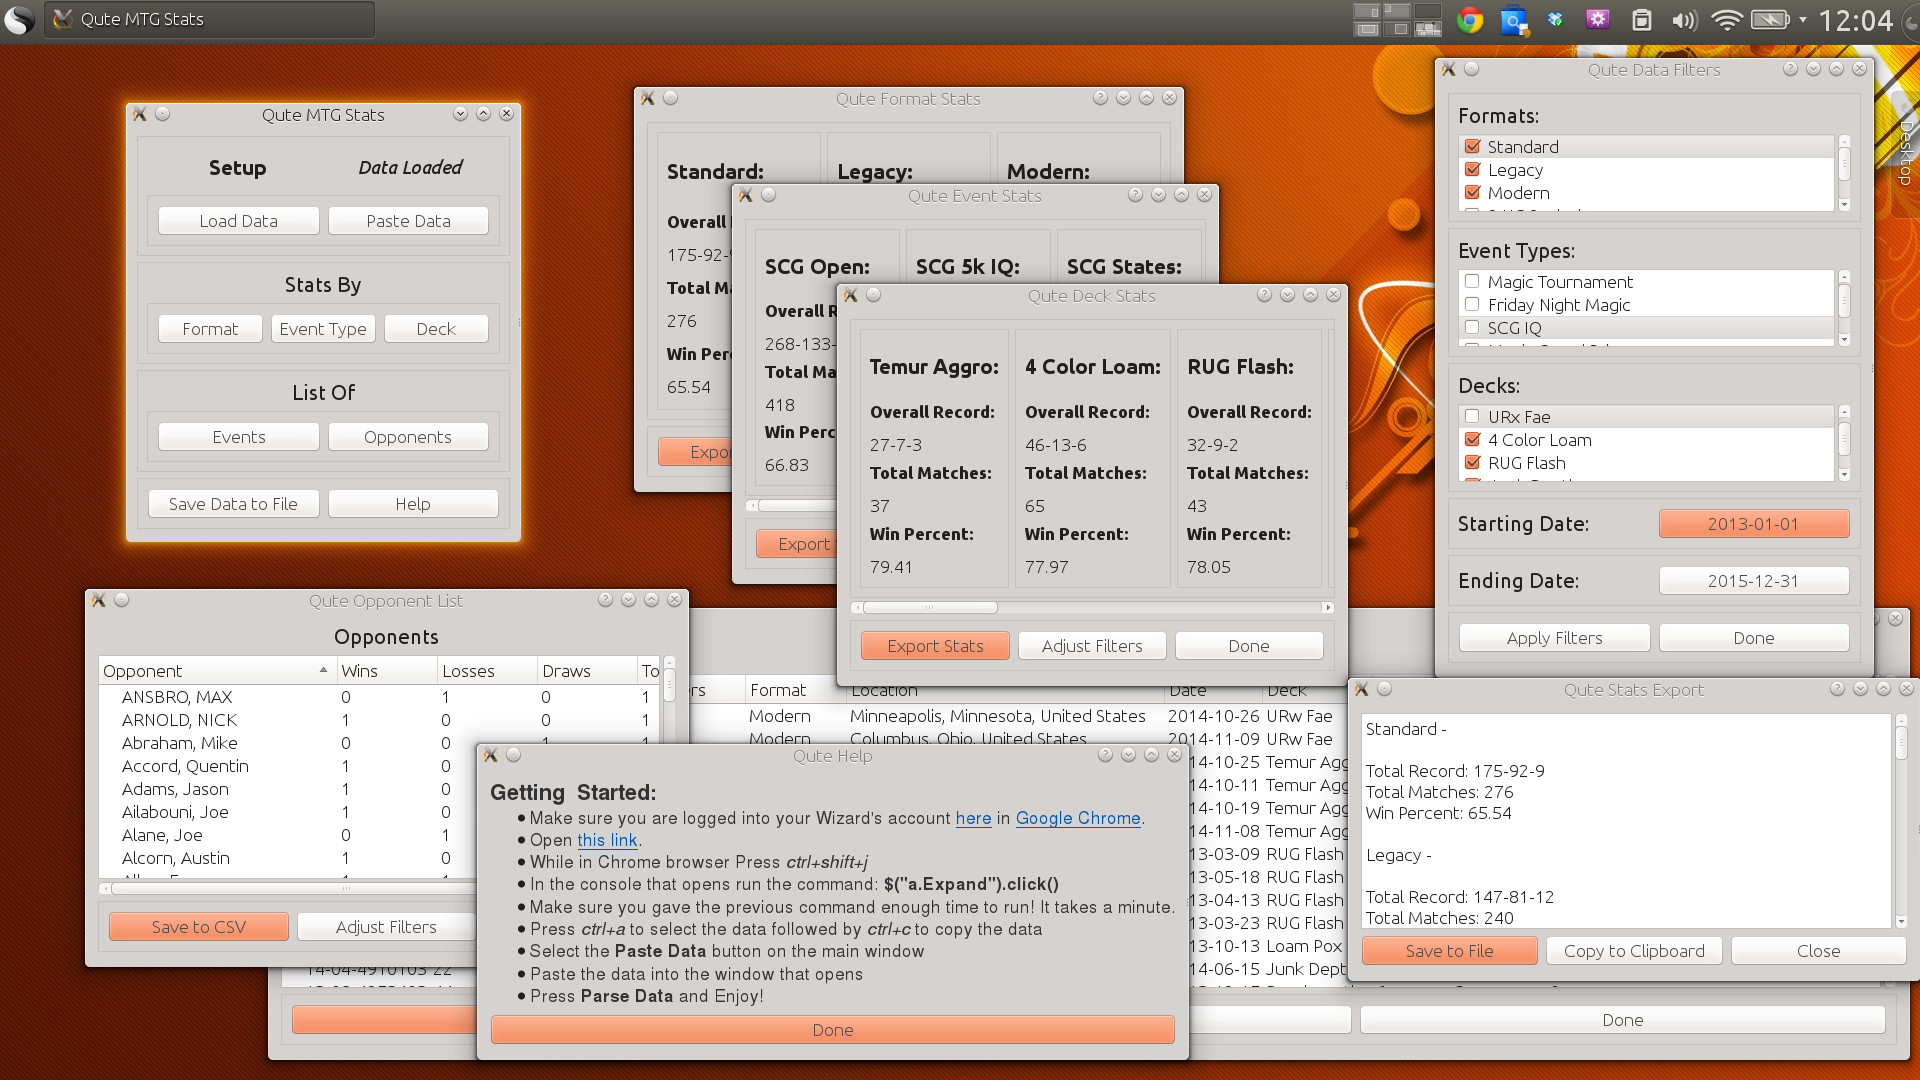 Qute MTG Stats
12:04
Desktop
Qute MTG Stats
Setup
Data Loaded
Load Data
Paste Data
Stats By
Format
Event Type
Deck
List Of
Events
Opponents
Save Data to File
Help
Qute Format Stats
Standard:
Legacy:
Modern:
Overall
175-92-
Total M
276
Win Perc
65.54
Expo
Qute Event Stats
SCG Open:
SCG 5k IQ:
SCG States:
Overall R
268-133-
Total Ma
418
Win Perc
66.83
Export
Qute Deck Stats
Temur Aggro:
4 Color Loam:
RUG Flash:
Overall Record:
Overall Record:
Overall Record:
27-7-3
46-13-6
32-9-2
Total Matches:
Total Matches:
Total Matches:
37
65
43
Win Percent:
Win Percent:
Win Percent:
79.41
77.97
78.05
Export Stats
Adjust Filters
Done
Qute Data Filters
Formats:
Standard
Legacy
Modern
Event Types:
Magic Tournament
Friday Night Magic
SCG IQ
Decks:
URx Fae
4 Color Loam
RUG Flash
Starting Date:
2013-01-01
Ending Date:
2015-12-31
Apply Filters
Done
Qute Opponent List
Opponents
Opponent Wins Losses Draws To
ANSBRO, MAX 0 1 0 1
ARNOLD, NICK 1 0 0 1
Abraham, Mike 0 0 1 1
Accord, Quentin 1 0
Adams, Jason 1 0
Ailabouni, Joe 1 0
Alane, Joe 0 1
Alcorn, Austin 1 0
Save to CSV
Adjust Filters
rs Format Location Date Deck
Modern Minneapolis, Minnesota, United States 2014-10-26 URw Fae
Modern Columbus, Ohio, United States 2014-11-09 URw Fae
14-10-25 Temur Agg
14-10-11 Temur Agg
14-10-19 Temur Agg
14-11-08 Temur Agg
13-03-09 RUG Flash
13-05-18 RUG Flash
13-04-13 RUG Flash
13-03-23 RUG Flash
13-10-13 Loam Pox
14-06-15 Junk Dept
14-04-4910103 22
Done
Qute Help
Getting Started:
Make sure you are logged into your Wizard's account here in Google Chrome.
Open this link.
While in Chrome browser Press ctrl+shift+j
In the console that opens run the command: $("a.Expand").click()
Make sure you gave the previous command enough time to run! It takes a minute.
Press ctrl+a to select the data followed by ctrl+c to copy the data
Select the Paste Data button on the main window
Paste the data into the window that opens
Press Parse Data and Enjoy!
Done
Qute Stats Export
Standard -
Total Record: 175-92-9
Total Matches: 276
Win Percent: 65.54
Legacy -
Total Record: 147-81-12
Total Matches: 240
Save to File
Copy to Clipboard
Close